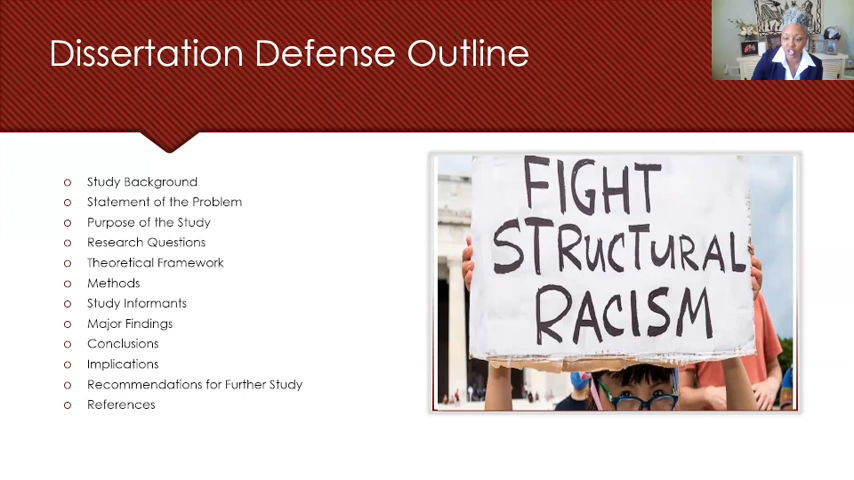 Dissertation Defense Outline
Study Background
Statement of the Problem
Purpose of the Study
Research Questions
Theoretical Framework
Methods
Study Informants
Major Findings
Conclusions
Implications
Recommendations for Further Study
References
FIGHT
STRUCTURAL
RACISM